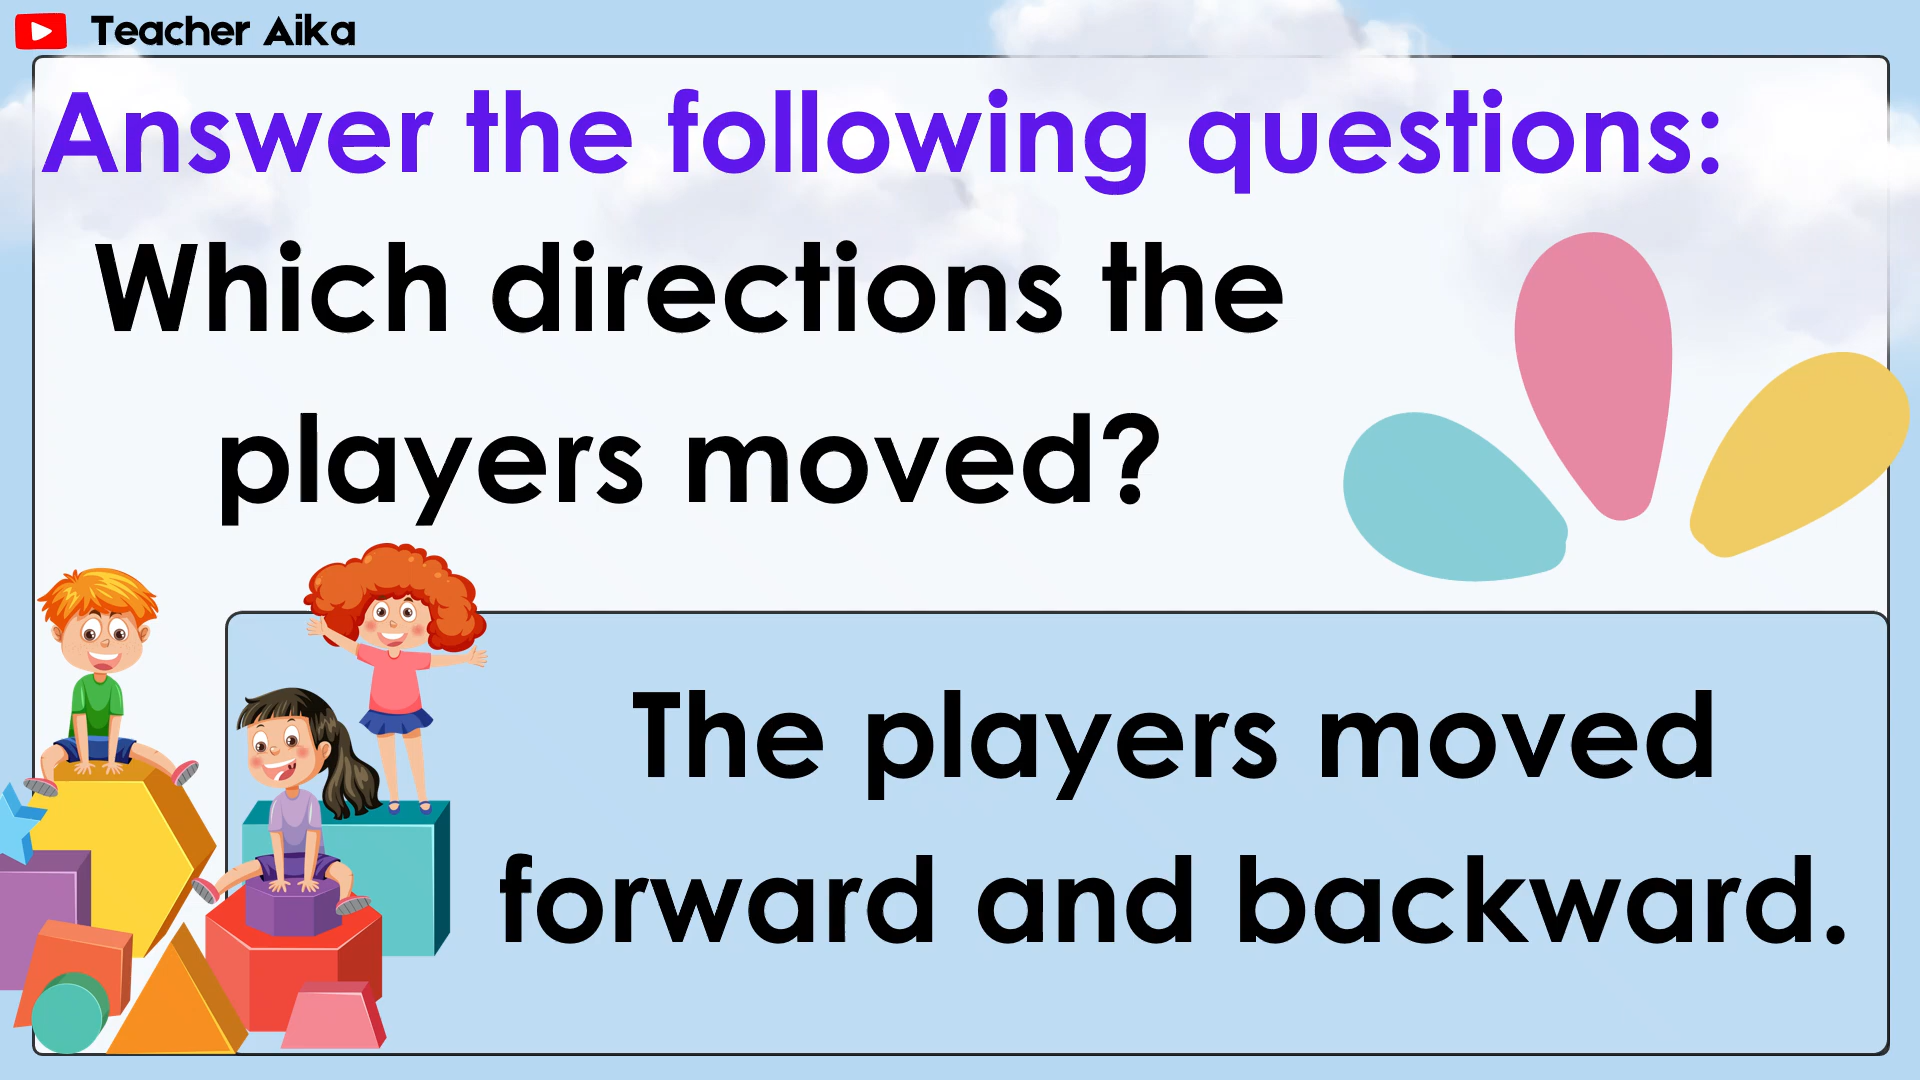 Teacher Aika
Answer the following questions:
Which directions the
players moved?
The players moved
forward and backward.